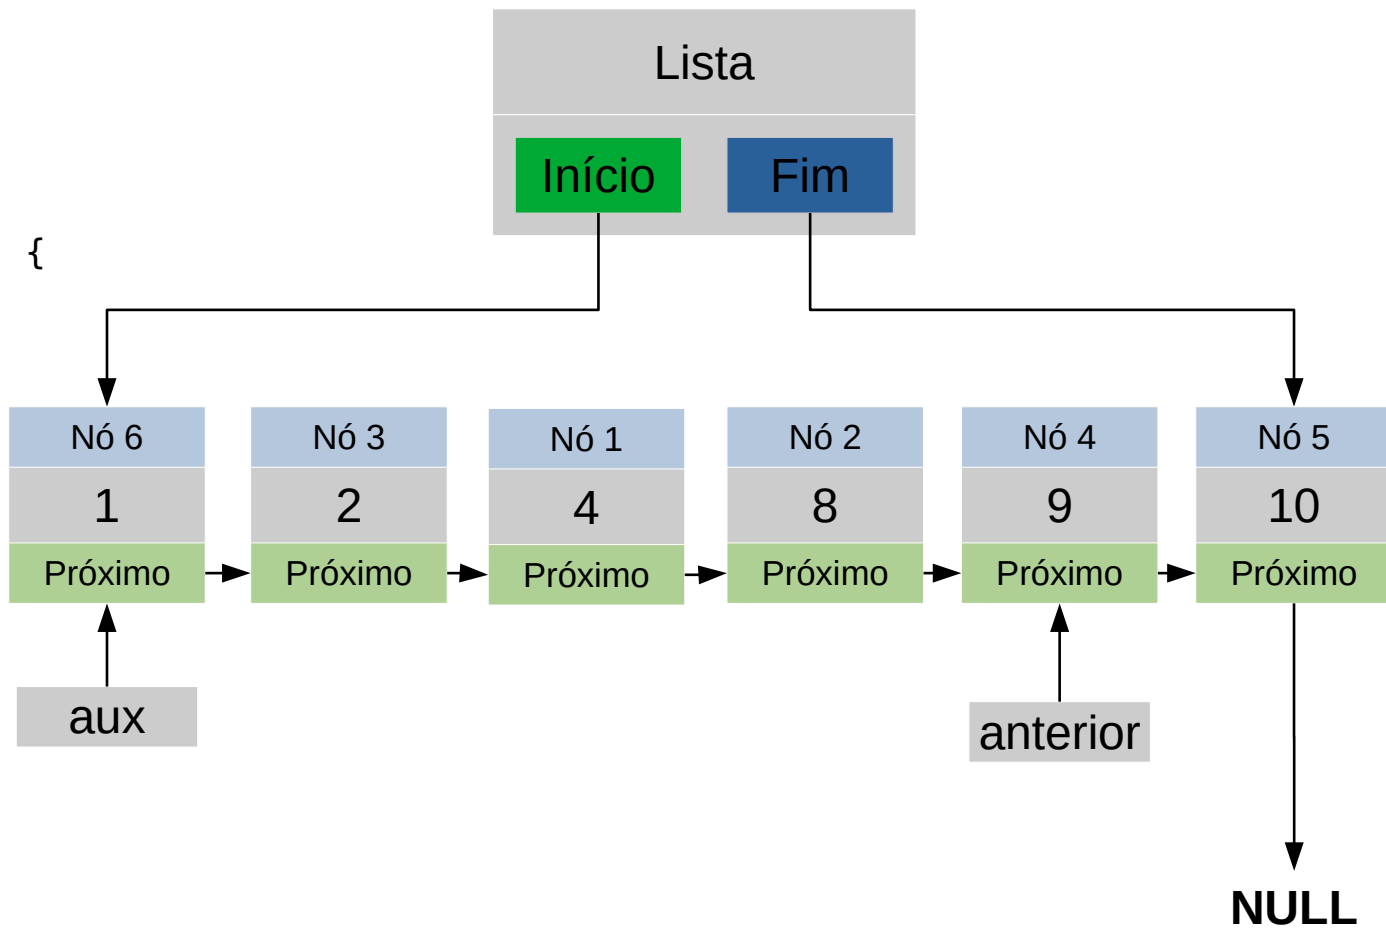 Lista
Início Fim
{
Nó 6 Nó 3 Nó 1 Nó 2 Nó 4 Nó 5
1 2 4 8 9 10
Próximo Próximo Próximo Próximo Próximo Próximo
aux anterior
NULL